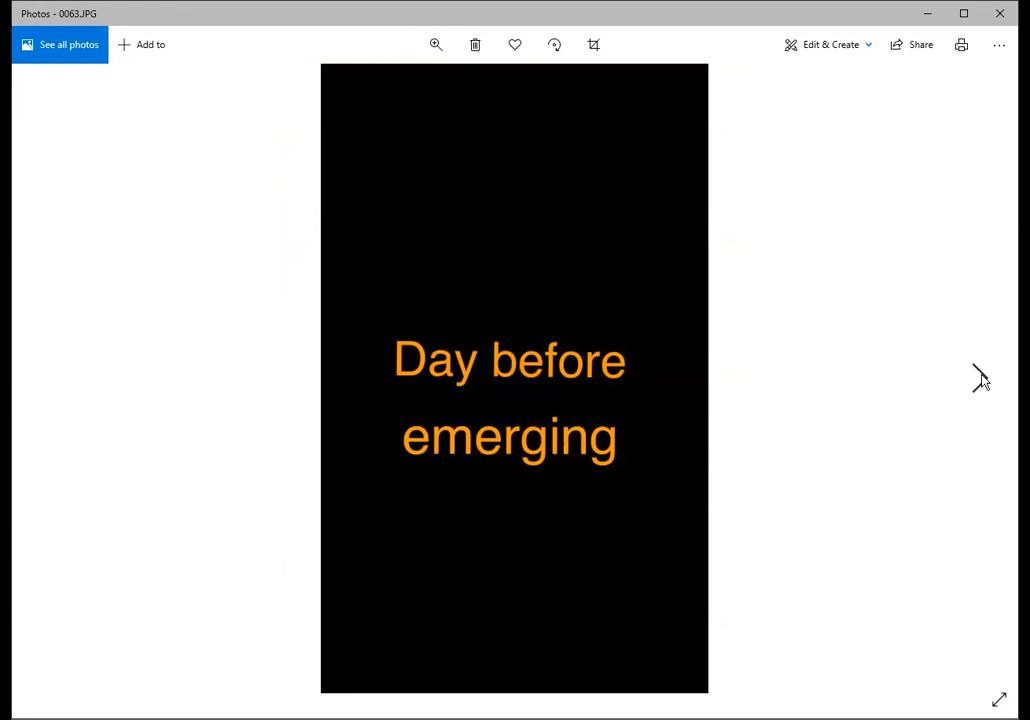 Photos - 0063.JPG
See all photos
Add to
Edit & Create
Share
Day before
emerging